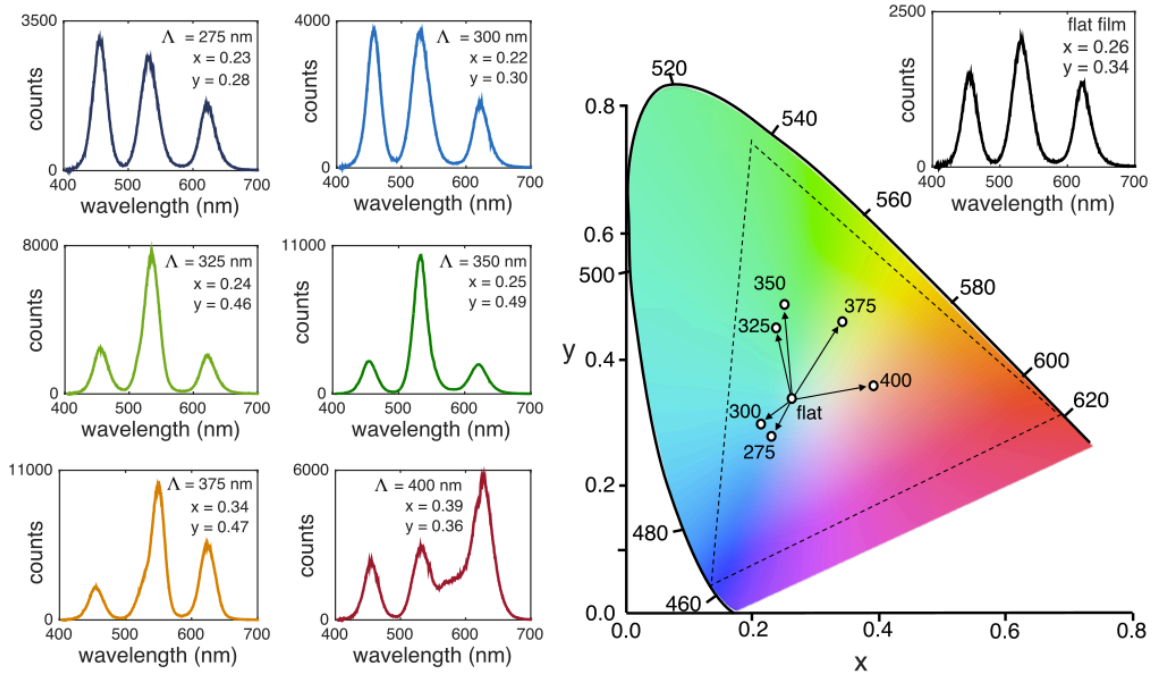 3500
Λ = 275 nm
x = 0.23
y = 0.28
counts
0
400 500 600 700
wavelength (nm)
4000
Λ = 300 nm
x = 0.22
y = 0.30
counts
0
400 500 600 700
wavelength (nm)
8000
Λ = 325 nm
x = 0.24
y = 0.46
counts
0
400 500 600 700
wavelength (nm)
11000
Λ = 350 nm
x = 0.25
y = 0.49
counts
0
400 500 600 700
wavelength (nm)
11000
Λ = 375 nm
x = 0.34
y = 0.47
counts
0
400 500 600 700
wavelength (nm)
6000
Λ = 400 nm
x = 0.39
y = 0.36
counts
0
400 500 600 700
wavelength (nm)
2500
flat film
x = 0.26
y = 0.34
counts
0
400 500 600 700
wavelength (nm)
520
540
560
580
600
620
500
480
460
0.8
0.6
0.4
0.2
0.0
y
350
375
325
400
flat
300
275
0.0 0.2 0.4 0.6 0.8
x